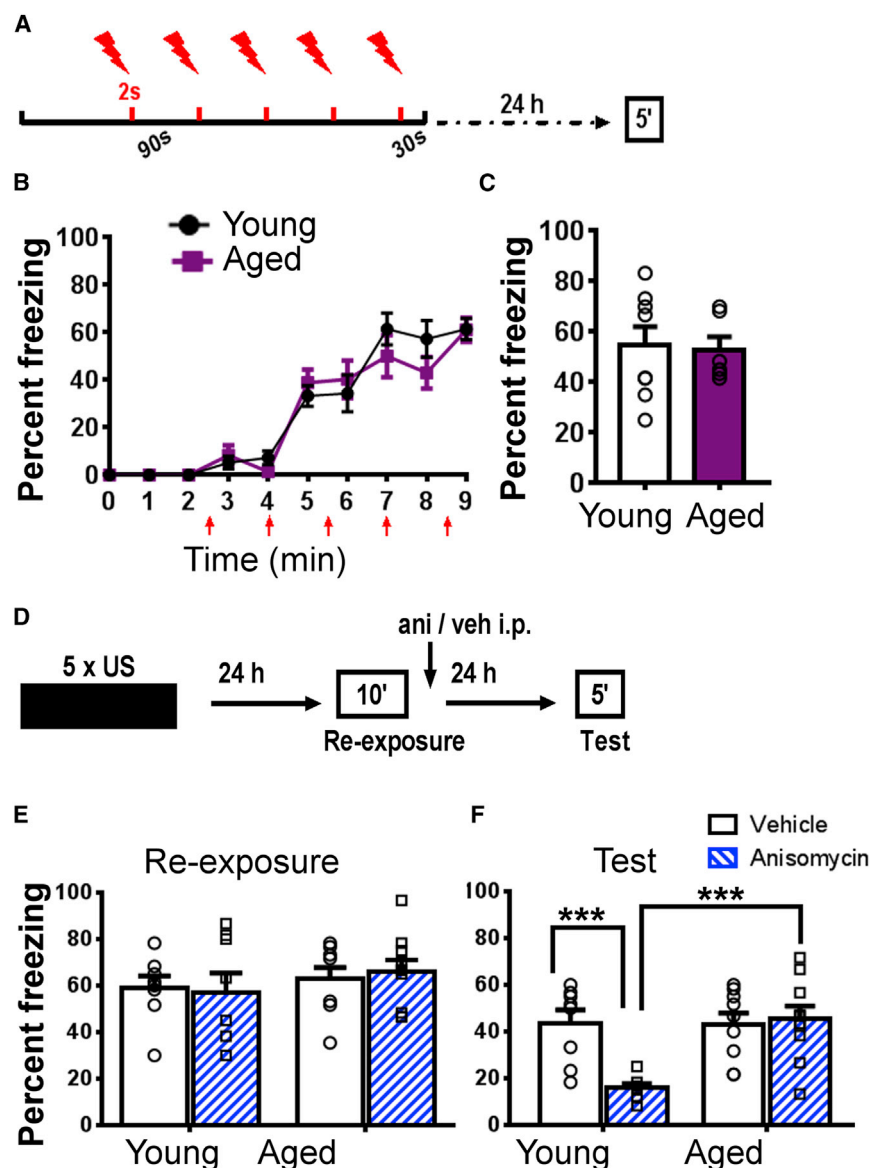 A
2s
90s
30s
24 h
5'
B
Young
Aged
Percent freezing
100
80
60
40
20
0
0 1 2 3 4 5 6 7 8 9
Time (min)
C
Percent freezing
100
80
60
40
20
0
Young Aged
D
ani / veh i.p.
5 x US
24 h
10'
24 h
5'
Re-exposure
Test
E
Re-exposure
Percent freezing
100
80
60
40
20
0
Young Aged
F
Vehicle
Anisomycin
Test
100
80
60
40
20
0
***
***
Young Aged